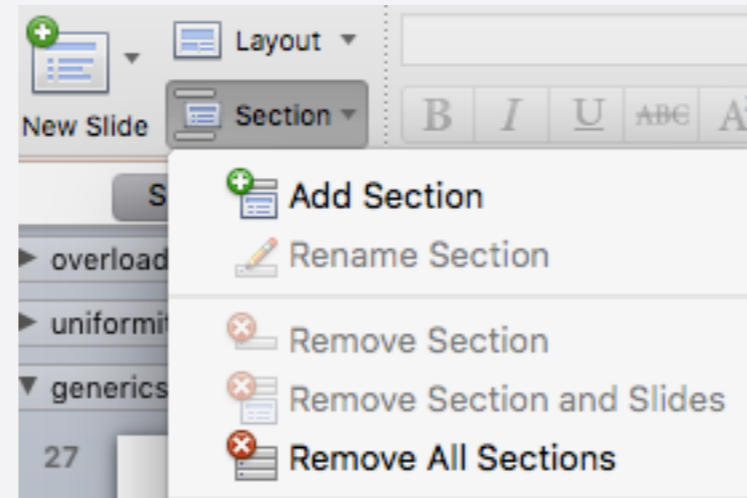 Layout
New Slide
Section
B I U ABC A
S
Add Section
overload
Rename Section
uniformit
Remove Section
generics
Remove Section and Slides
27
Remove All Sections